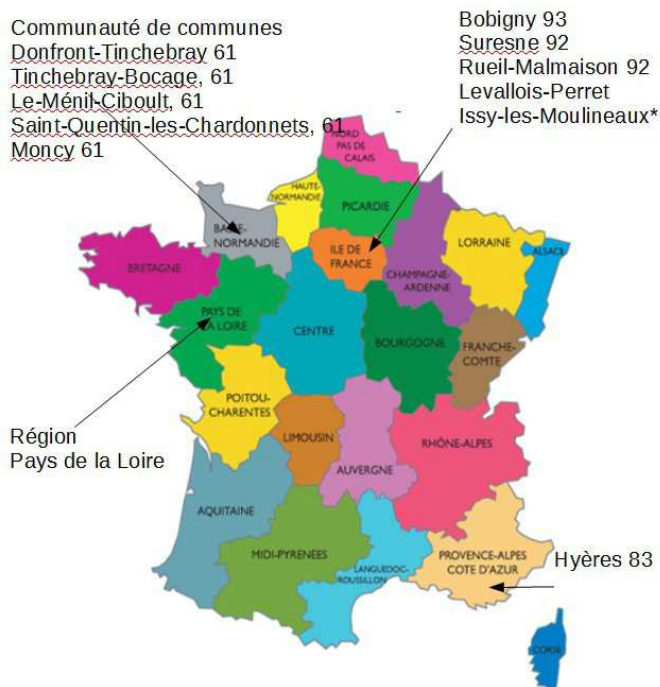 Communauté de communes
Donfront-Tinchebray 61
Tinchebray-Bocage, 61
Le-Ménil-Ciboult, 61
Saint-Quentin-les-Chardonnets, 61
Moncy 61
Bobigny 93
Suresne 92
Rueil-Malmaison 92
Levallois-Perret
Issy-les-Moulineaux*
NORD
PAS DE
CALAIS
HAUTE-
NORMANDIE
PICARDIE
BASSE-
NORMANDIE
ILE DE
FRANCE
CHAMPAGNE-
ARDENNE
LORRAINE
ALSACE
BRETAGNE
PAYS DE
LA LOIRE
CENTRE
BOURGOGNE
FRANCHE-
COMTE
POITOU-
CHARENTES
Région
Pays de la Loire
LIMOUSIN
AUVERGNE
RHÔNE-ALPES
AQUITAINE
MIDI-PYRENEES
LANGUEDOC-
ROUSSILLON
PROVENCE-ALPES
COTE D'AZUR
Hyères 83
CORSE